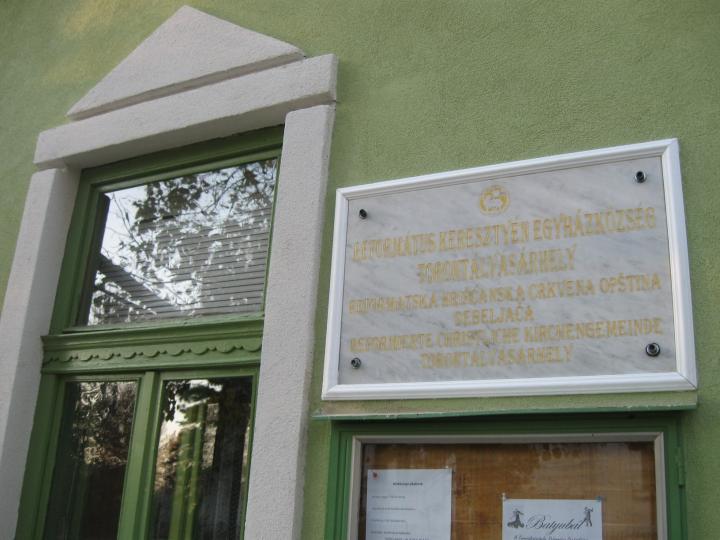 REFORMÁTUS KERESZTYÉN EGYHÁZKÖZSÉG
TORONTÁLVÁSÁRHELY
REFORMATSKA HRIŠĆANSKA CRKVENA OPŠTINA
DEBELJAČA
REFORMIERTE CHRISTLICHE KIRCHENGEMEINDE
TORONTÁLVÁSÁRHELY
Batyubál